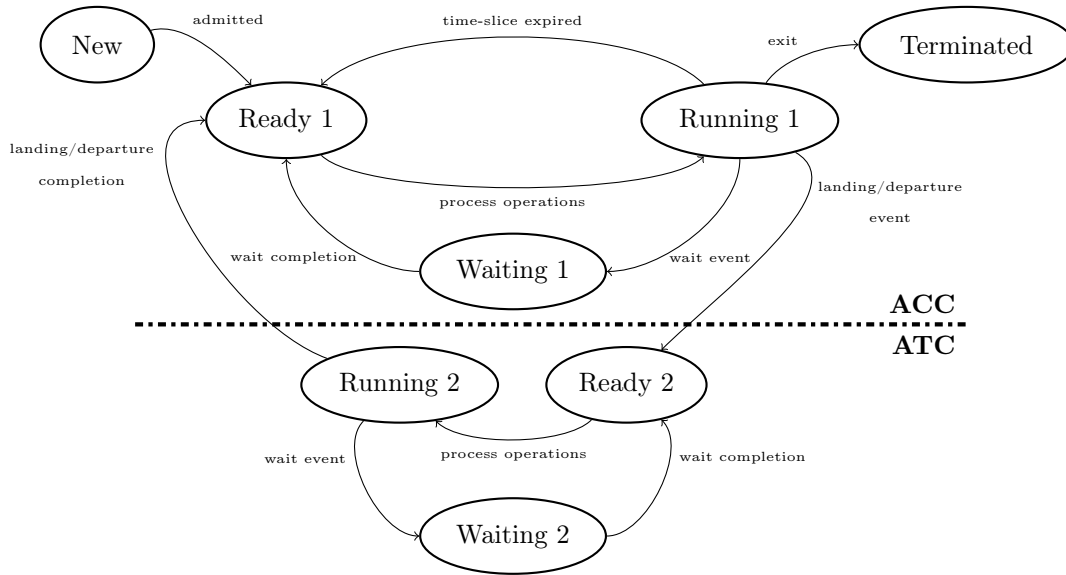 time-slice expired
admitted
exit
New
Terminated
Ready 1
Running 1
landing/departure
completion
landing/departure
event
process operations
wait completion
Waiting 1
wait event
ACC
ATC
Running 2
Ready 2
wait event
process operations
wait completion
Waiting 2